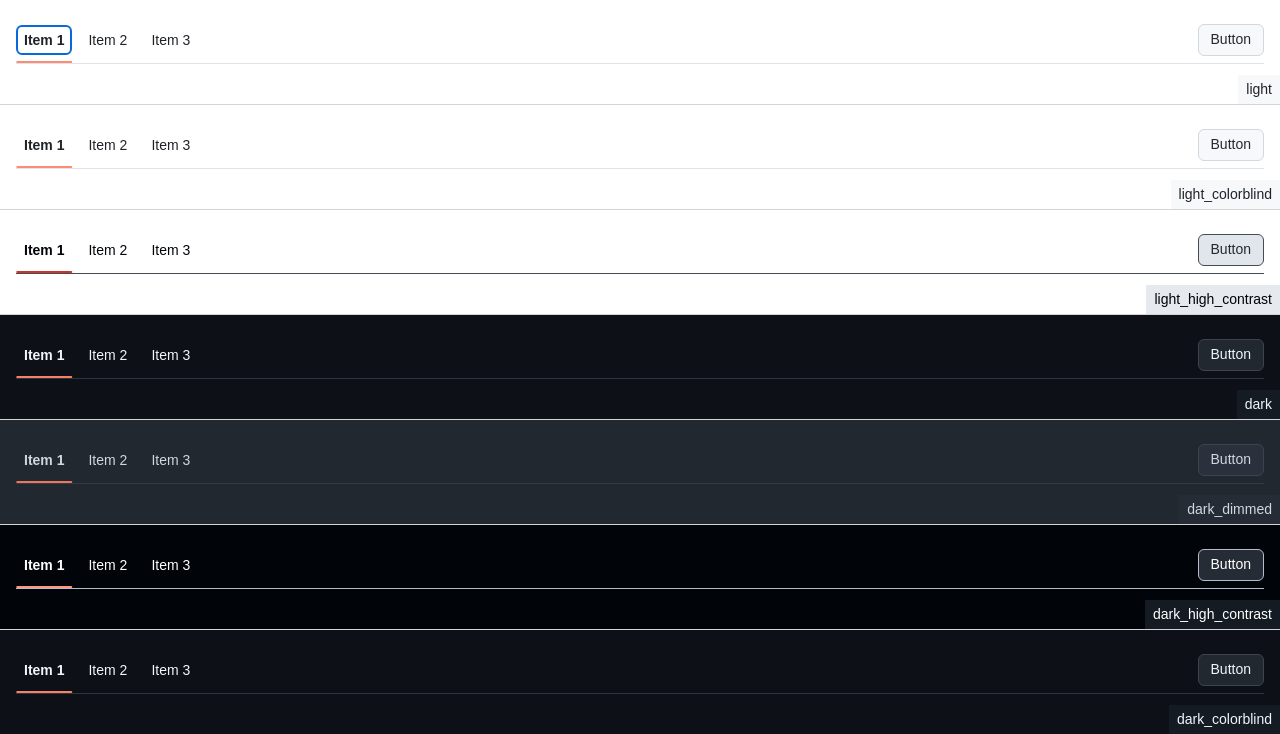 Item 1 Item 2 Item 3 Button
light
Item 1 Item 2 Item 3 Button
light_colorblind
Item 1 Item 2 Item 3 Button
light_high_contrast
Item 1 Item 2 Item 3 Button
dark
Item 1 Item 2 Item 3 Button
dark_dimmed
Item 1 Item 2 Item 3 Button
dark_high_contrast
Item 1 Item 2 Item 3 Button
dark_colorblind